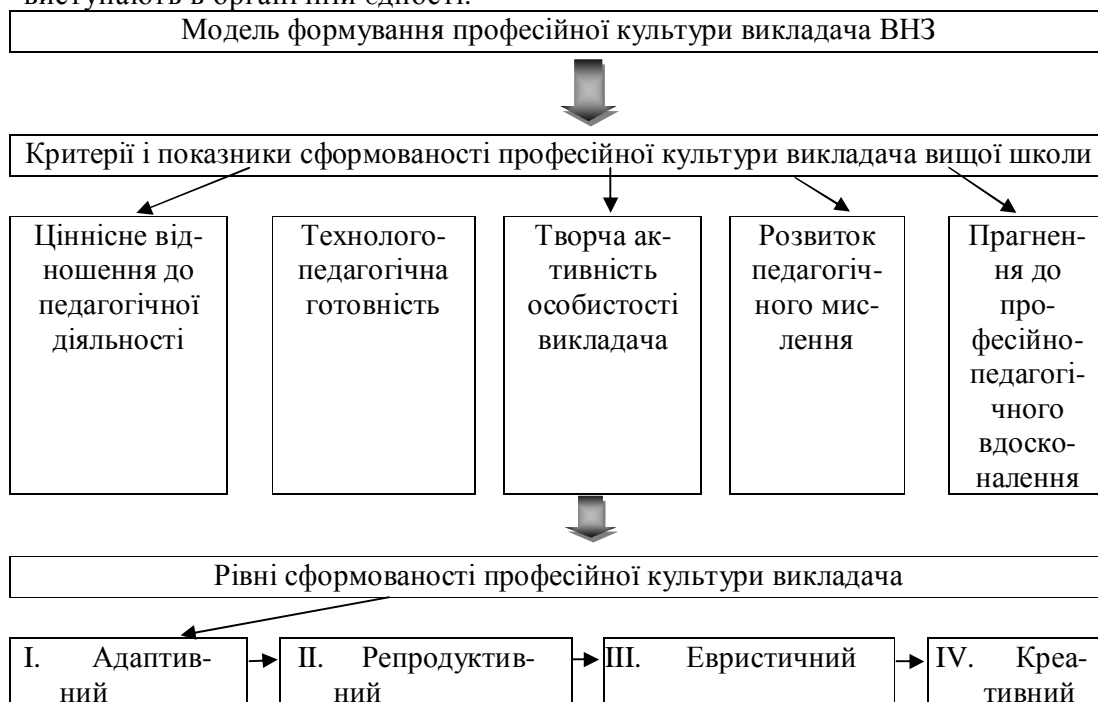 виступають в органічній єдності.
Модель формування професійної культури викладача ВНЗ
Критерії і показники сформованості професійної культури викладача вищої школи
Ціннісне від-
ношення до
педагогічної
діяльності
Технолого-
педагогічна
готовність
Творча ак-
тивність
особистості
викладача
Розвиток
педагогіч-
ного мис-
лення
Прагнен-
ня до
про-
фесійно-
педагогі-
чного
вдоско-
налення
Рівні сформованості професійної культури викладача
I. Адаптив-
ний
II. Репродуктив-
ний
III. Евристичний
IV. Креа-
тивний